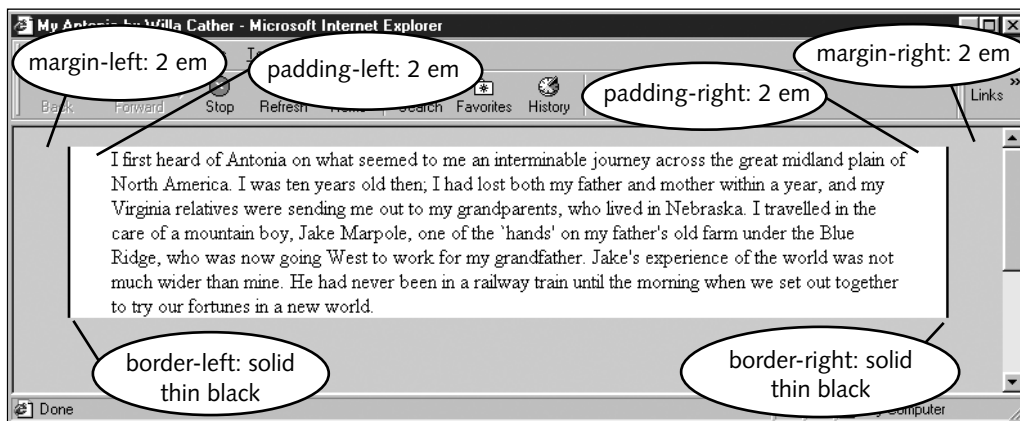 My Antonia by Willa Cather - Microsoft Internet Explorer
margin-left: 2 em
padding-left: 2 em
margin-right: 2 em
padding-right: 2 em
Back
Forward
Stop
Refresh
Search
Favorites
History
Links
I first heard of Antonia on what seemed to me an interminable journey across the great midland plain of
North America. I was ten years old then; I had lost both my father and mother within a year, and my
Virginia relatives were sending me out to my grandparents, who lived in Nebraska. I travelled in the
care of a mountain boy, Jake Marpole, one of the `hands' on my father's old farm under the Blue
Ridge, who was now going West to work for my grandfather. Jake's experience of the world was not
much wider than mine. He had never been in a railway train until the morning when we set out together
to try our fortunes in a new world.
border-left: solid
thin black
border-right: solid
thin black
Done
Computer